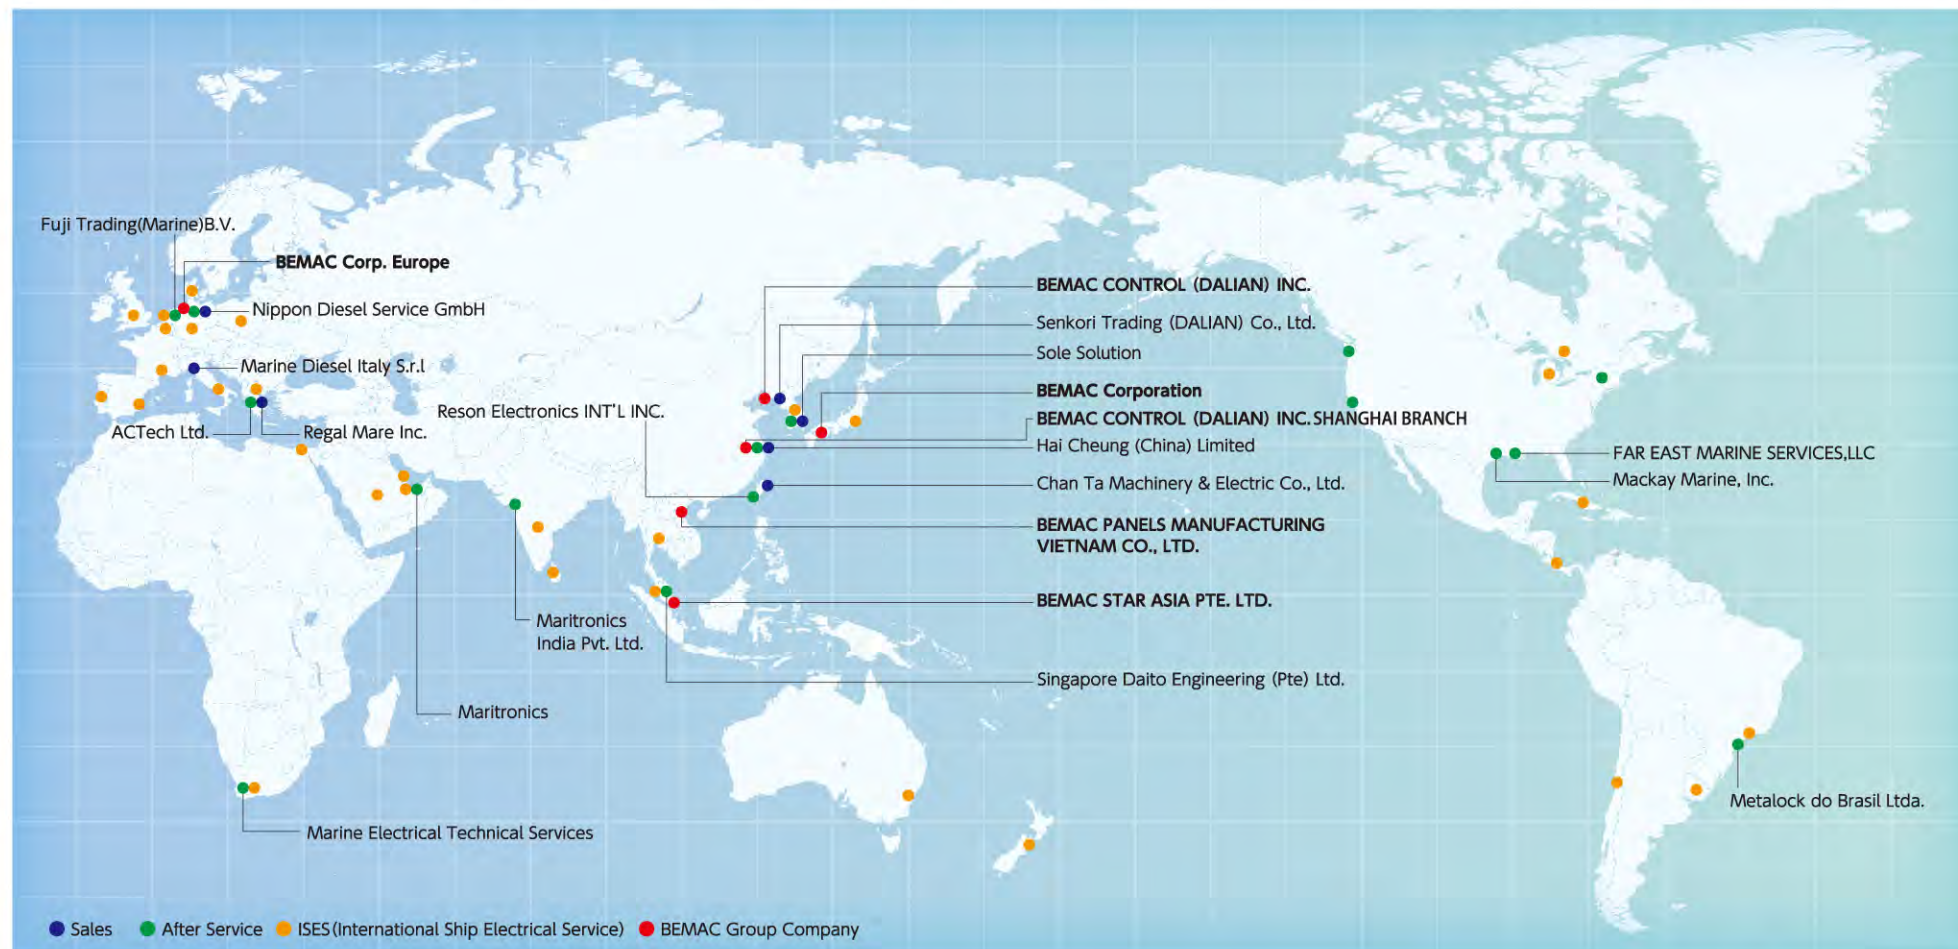 Fuji Trading(Marine)B.V.
BEMAC Corp. Europe
Nippon Diesel Service GmbH
Marine Diesel Italy S.r.l
ACTech Ltd.
Regal Mare Inc.
Reson Electronics INT'L INC.
Maritronics
India Pvt. Ltd.
Maritronics
Marine Electrical Technical Services
BEMAC CONTROL (DALIAN) INC.
Senkori Trading (DALIAN) Co., Ltd.
Sole Solution
BEMAC Corporation
BEMAC CONTROL (DALIAN) INC. SHANGHAI BRANCH
Hai Cheung (China) Limited
Chan Ta Machinery & Electric Co., Ltd.
BEMAC PANELS MANUFACTURING
VIETNAM CO., LTD.
BEMAC STAR ASIA PTE. LTD.
Singapore Daito Engineering (Pte) Ltd.
FAR EAST MARINE SERVICES,LLC
Mackay Marine, Inc.
Metalock do Brasil Ltda.
Sales
After Service
ISES(International Ship Electrical Service)
BEMAC Group Company